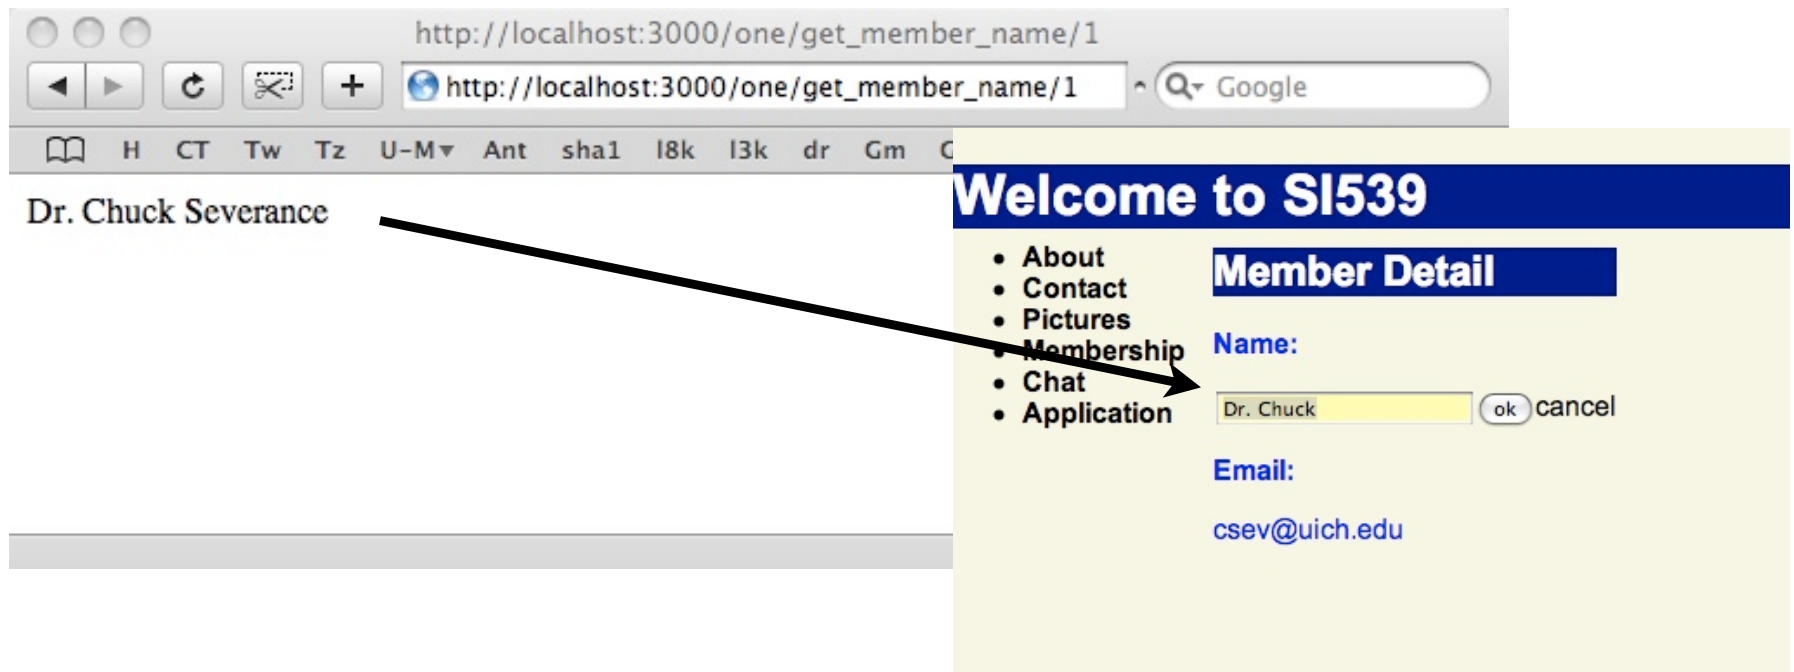 http://localhost:3000/one/get_member_name/1
http://localhost:3000/one/get_member_name/1
Google
H CT Tw Tz U-M▾ Ant sha1 l8k l3k dr Gm
Dr. Chuck Severance
Welcome to SI539
• About
• Contact
• Pictures
• Membership
• Chat
• Application
Member Detail
Name:
Dr. Chuck ok cancel
Email:
csev@uich.edu